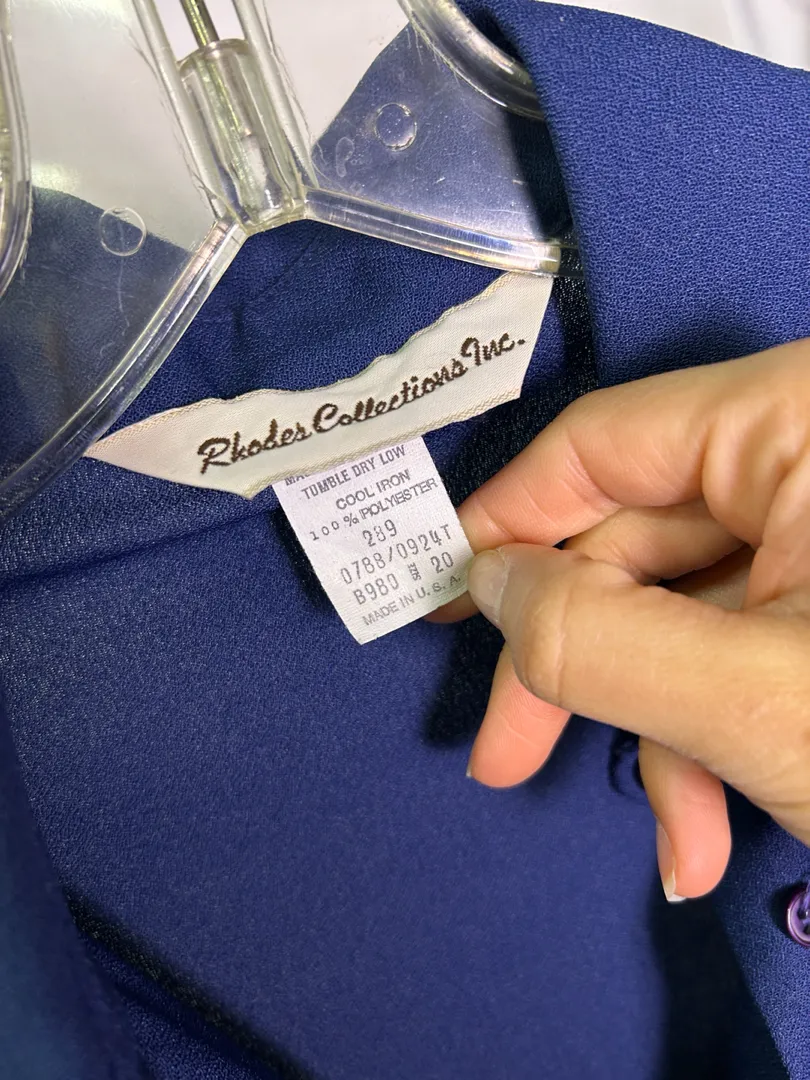 Rhodes Collections Inc.
TUMBLE DRY LOW
COOL IRON
100% POLYESTER
289
0788/0924T
B980 SIZE 20
MADE IN U.S.A.